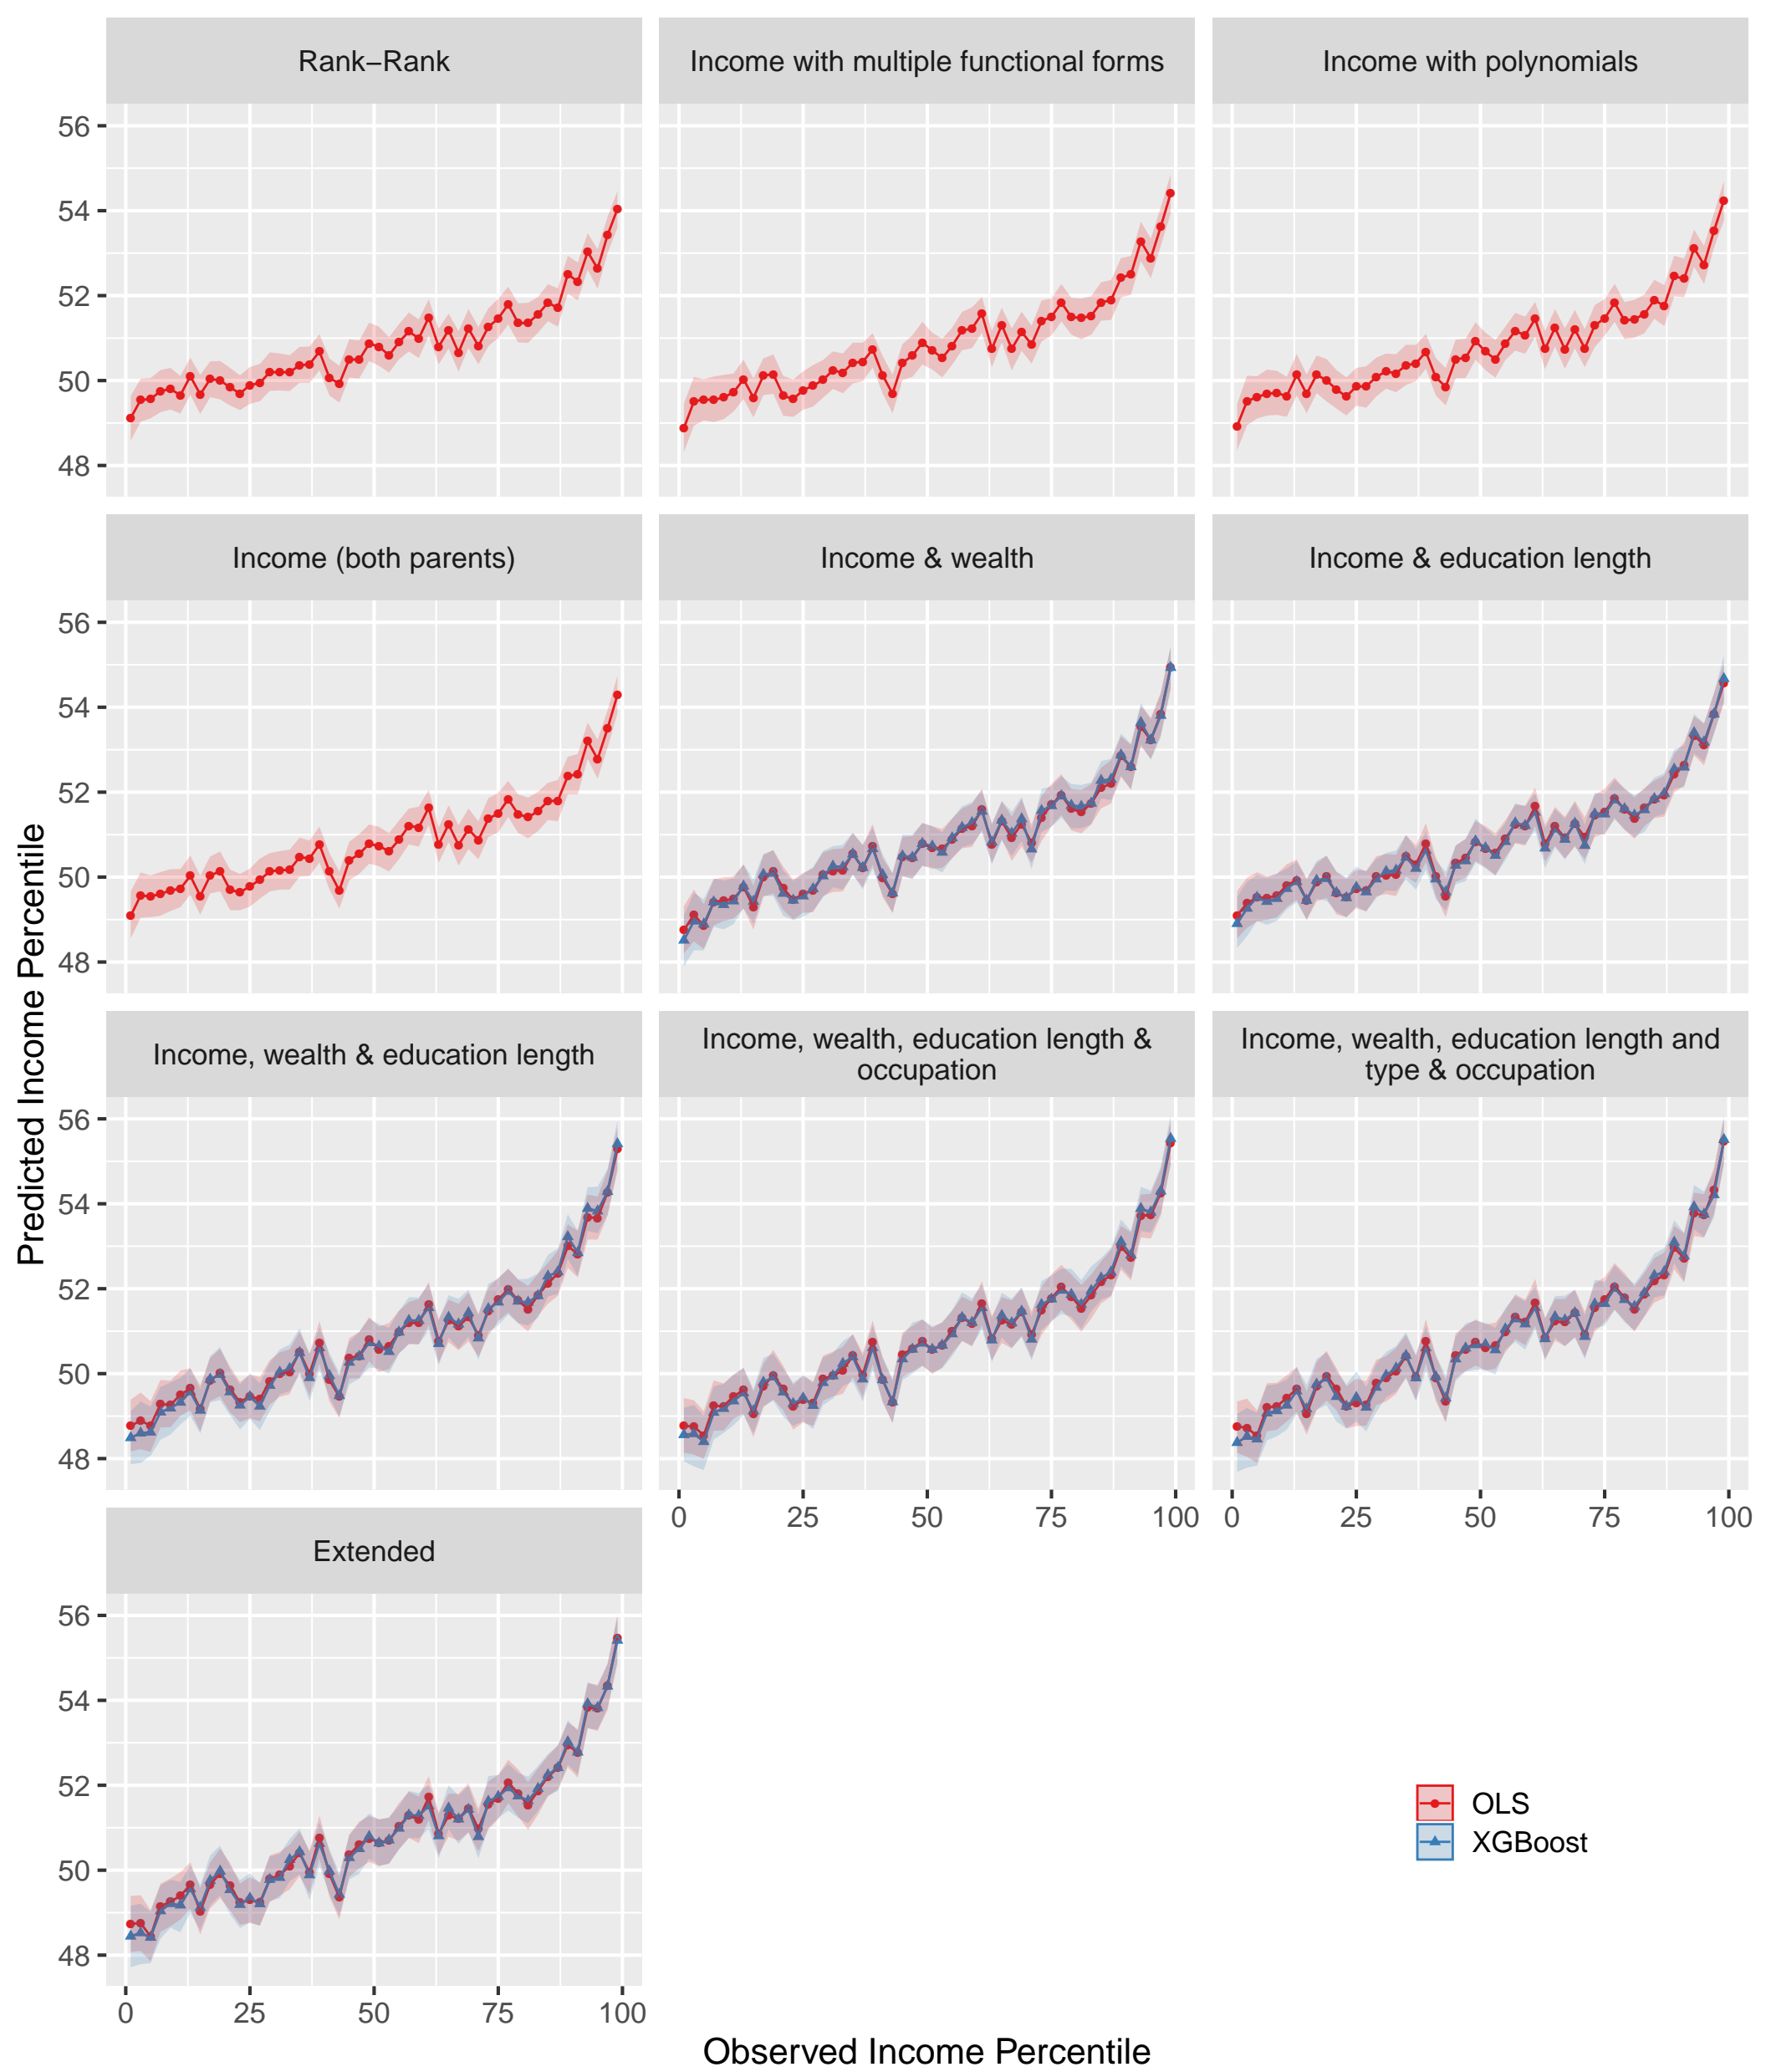 Rank−Rank
Income with multiple functional forms
Income with polynomials
56
54
52
50
48
Income (both parents)
Income & wealth
Income & education length
56
54
52
50
48
Income, wealth & education length
Income, wealth, education length &
occupation
Income, wealth, education length and
type & occupation
56
54
52
50
48
0 25 50 75 100
0 25 50 75 100
Extended
56
54
52
50
48
0 25 50 75 100
Predicted Income Percentile
Observed Income Percentile
OLS
XGBoost